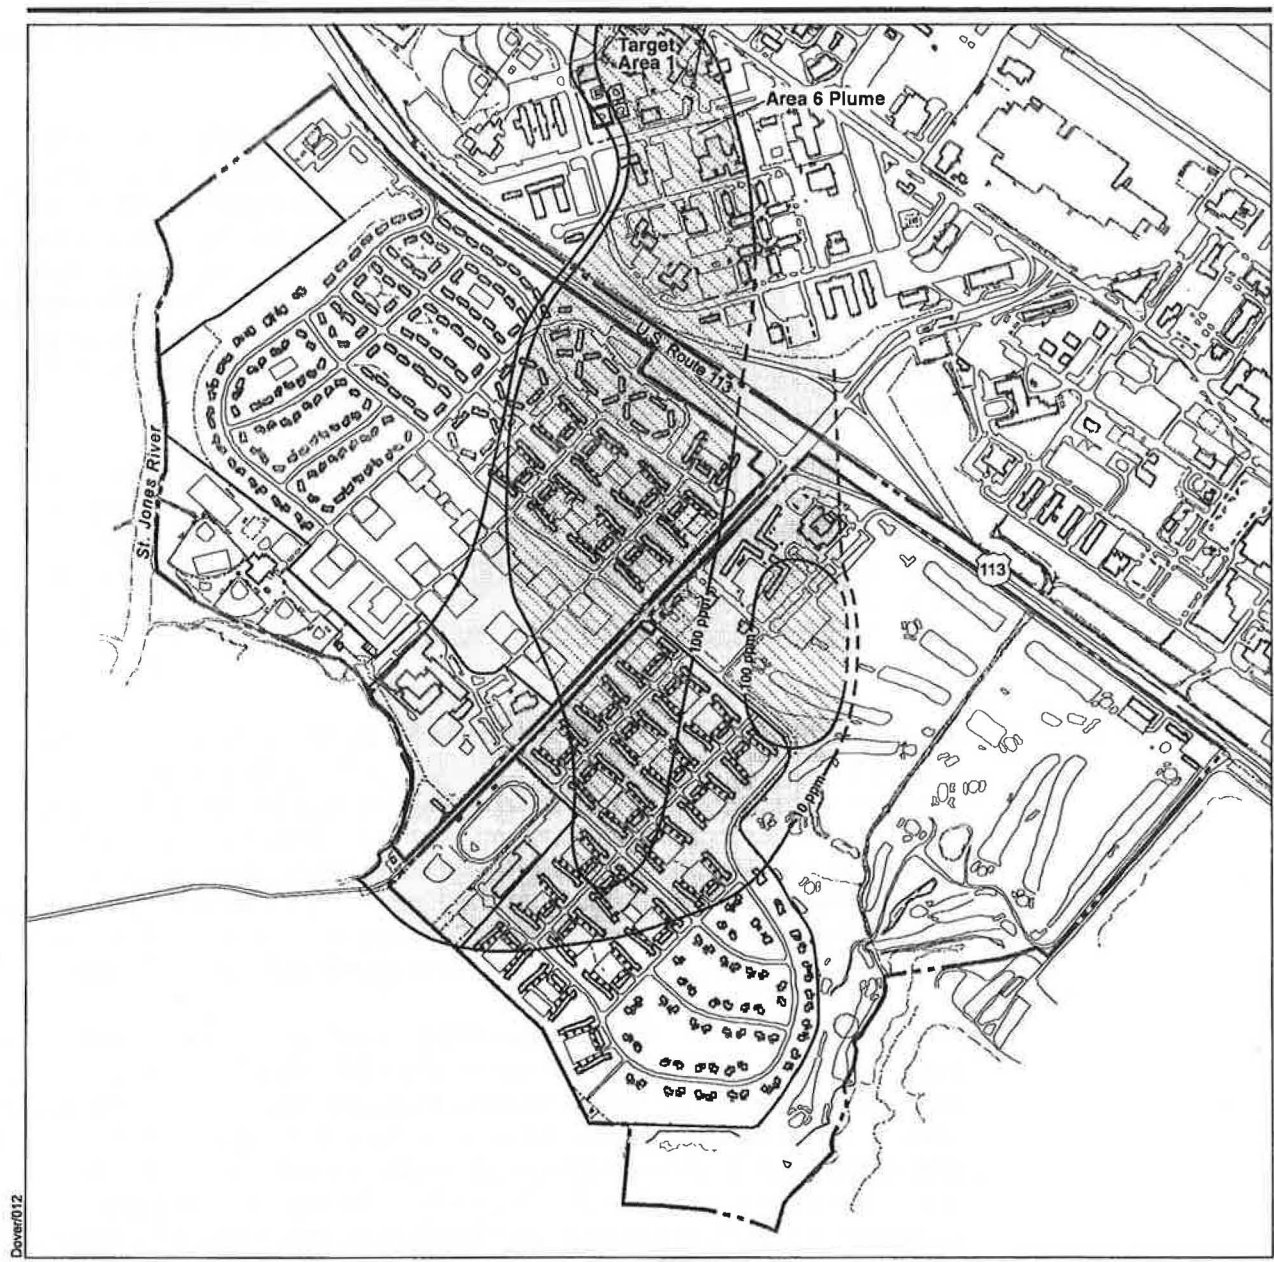 Target
Area 1
Area 6 Plume
U.S. Route 113
St. Jones River
113
100 ppm
100 ppm
10 ppm
Dover/012